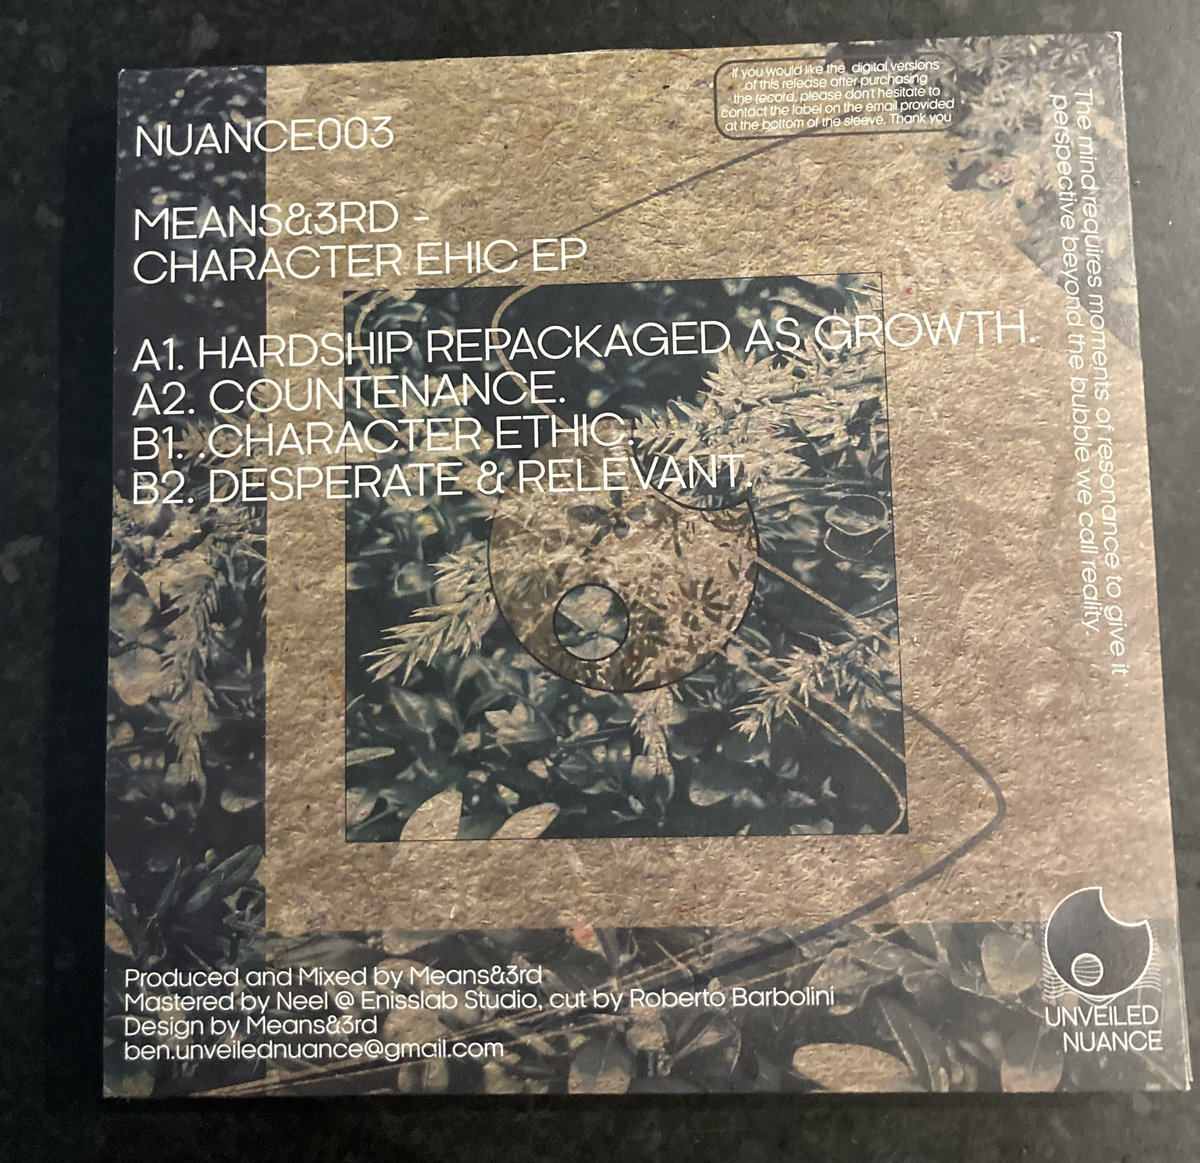 NUANCE003
MEANS&3RD -
CHARACTER EHIC EP
A1. HARDSHIP REPACKAGED AS GROWTH.
A2. COUNTENANCE.
B1. .CHARACTER ETHIC.
B2. DESPERATE & RELEVANT.
If you would like the digital versions
of this release after purchasing
the record, please don't hesitate to
contact the label on the email provided
at the bottom of the sleeve. Thank you
The mind requires moments of resonance to give it
perspective beyond the bubble we call reality.
Produced and Mixed by Means&3rd
Mastered by Neel @ Enisslab Studio, cut by Roberto Barbolini
Design by Means&3rd
ben.unveilednuance@gmail.com
UNVEILED
NUANCE